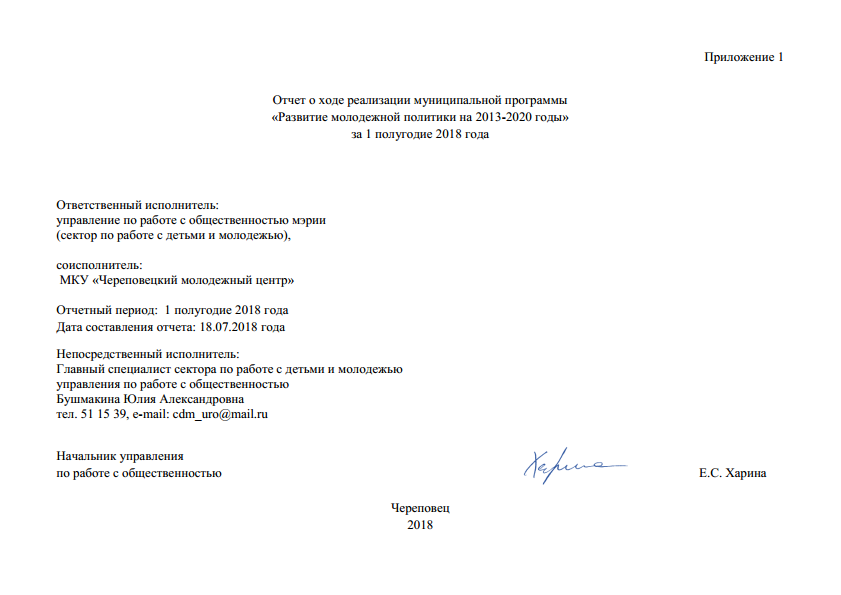 Приложение 1
Отчет о ходе реализации муниципальной программы
«Развитие молодежной политики на 2013-2020 годы»
за 1 полугодие 2018 года
Ответственный исполнитель:
управление по работе с общественностью мэрии
(сектор по работе с детьми и молодежью),
соисполнитель:
МКУ «Череповецкий молодежный центр»
Отчетный период: 1 полугодие 2018 года
Дата составления отчета: 18.07.2018 года
Непосредственный исполнитель:
Главный специалист сектора по работе с детьми и молодежью
управления по работе с общественностью
Бушмакина Юлия Александровна
тел. 51 15 39, e-mail: cdm_uro@mail.ru
Начальник управления
по работе с общественностью Е.С. Харина
Череповец
2018